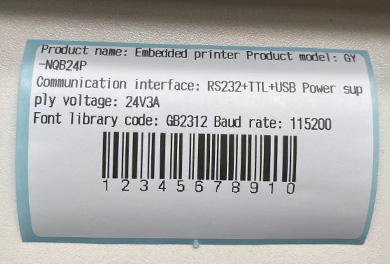 Product name: Embedded printer Product model: GY
-NQB24P
Communication interface: RS232+TTL+USB Power sup
ply voltage: 24V3A
Font library code: GB2312 Baud rate: 115200
12345678910